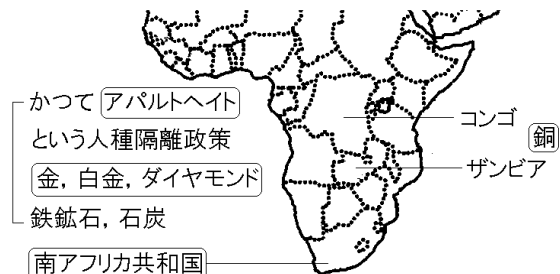 かつて アパルトヘイト
という人種隔離政策
金, 白金, ダイヤモンド
鉄鉱石, 石炭
南アフリカ共和国
コンゴ
銅
ザンビア